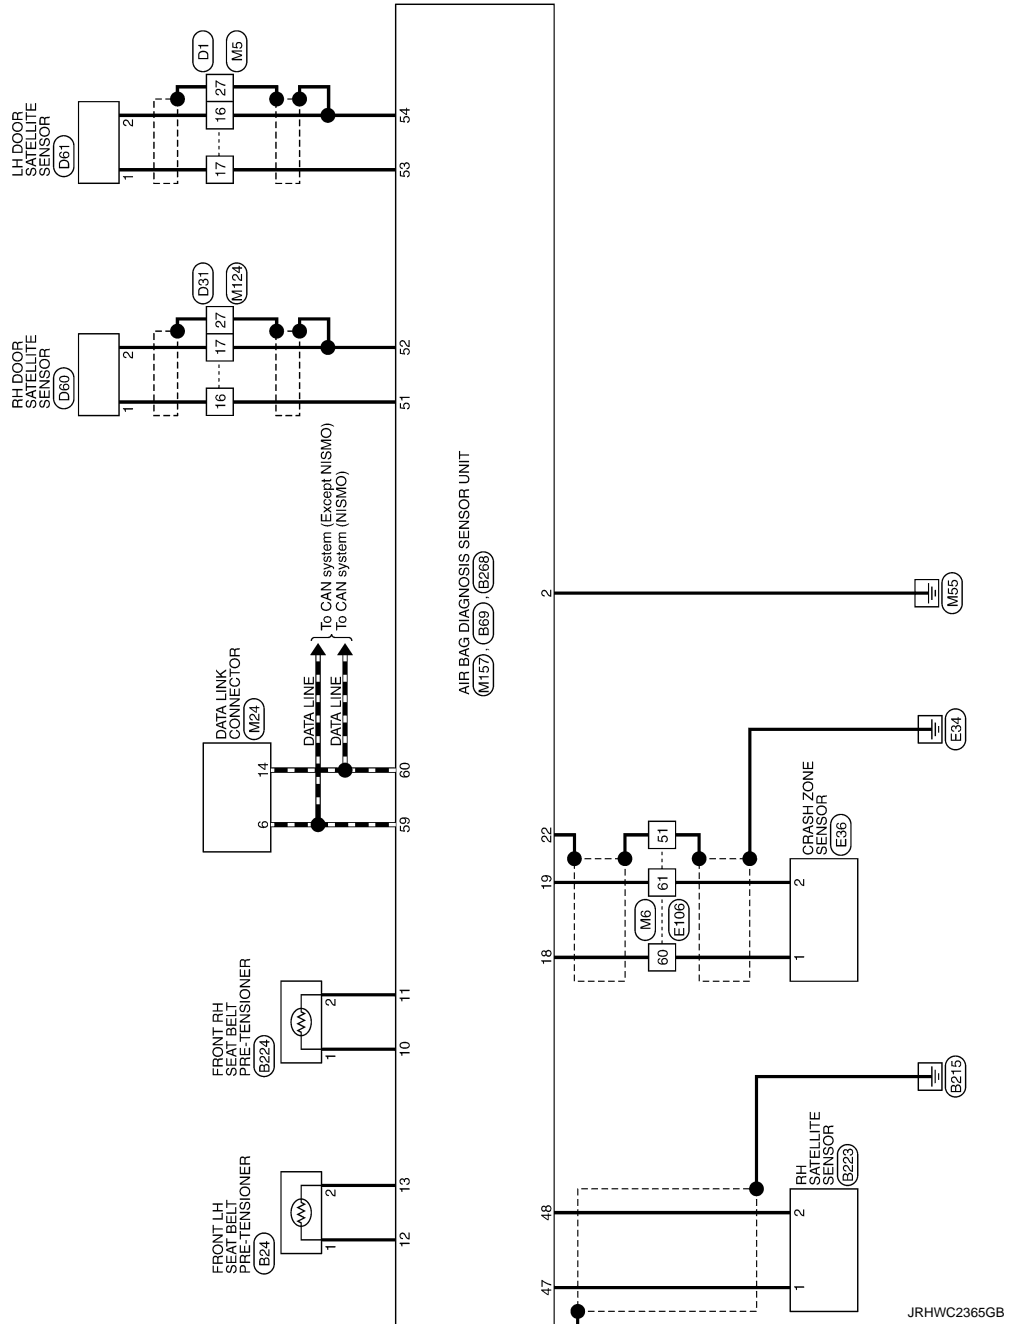 LH DOOR
SATELLITE
SENSOR
D61
2
1
D1
M5
27
16
17
54
53
RH DOOR
SATELLITE
SENSOR
D60
2
1
D31
M124
27
17
16
52
51
To CAN system (Except NISMO)
To CAN system (NISMO)
DATA LINE
DATA LINE
DATA LINK
CONNECTOR
M24
14
6
60
59
AIR BAG DIAGNOSIS SENSOR UNIT
M157 , B69 , B268
2
M55
E34
22
19
18
51
61
60
M6
E106
CRASH ZONE
SENSOR
E36
2
1
FRONT RH
SEAT BELT
PRE-TENSIONER
B224
2
1
11
10
B215
FRONT LH
SEAT BELT
PRE-TENSIONER
B24
2
1
13
12
RH
SATELLITE
SENSOR
B223
48
47
2
1
JRHWC2365GB